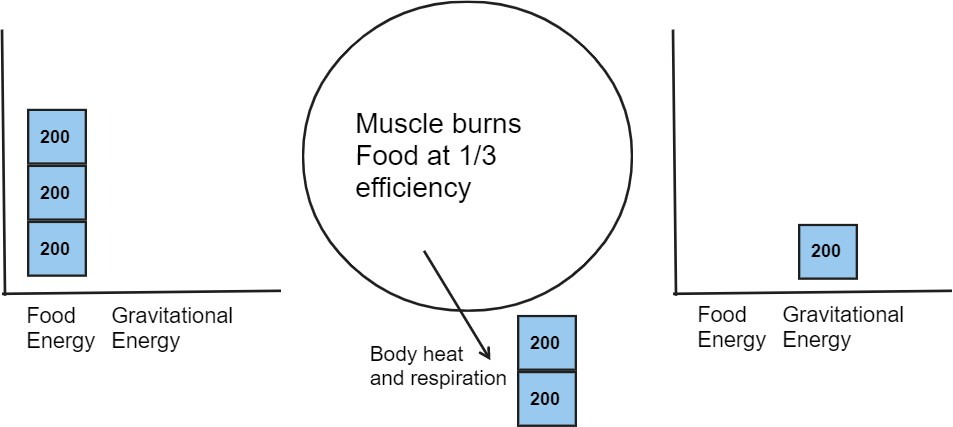 200
200
200
Food
Energy
Gravitational
Energy
Muscle burns
Food at 1/3
efficiency
Body heat
and respiration
200
200
200
Food
Energy
Gravitational
Energy